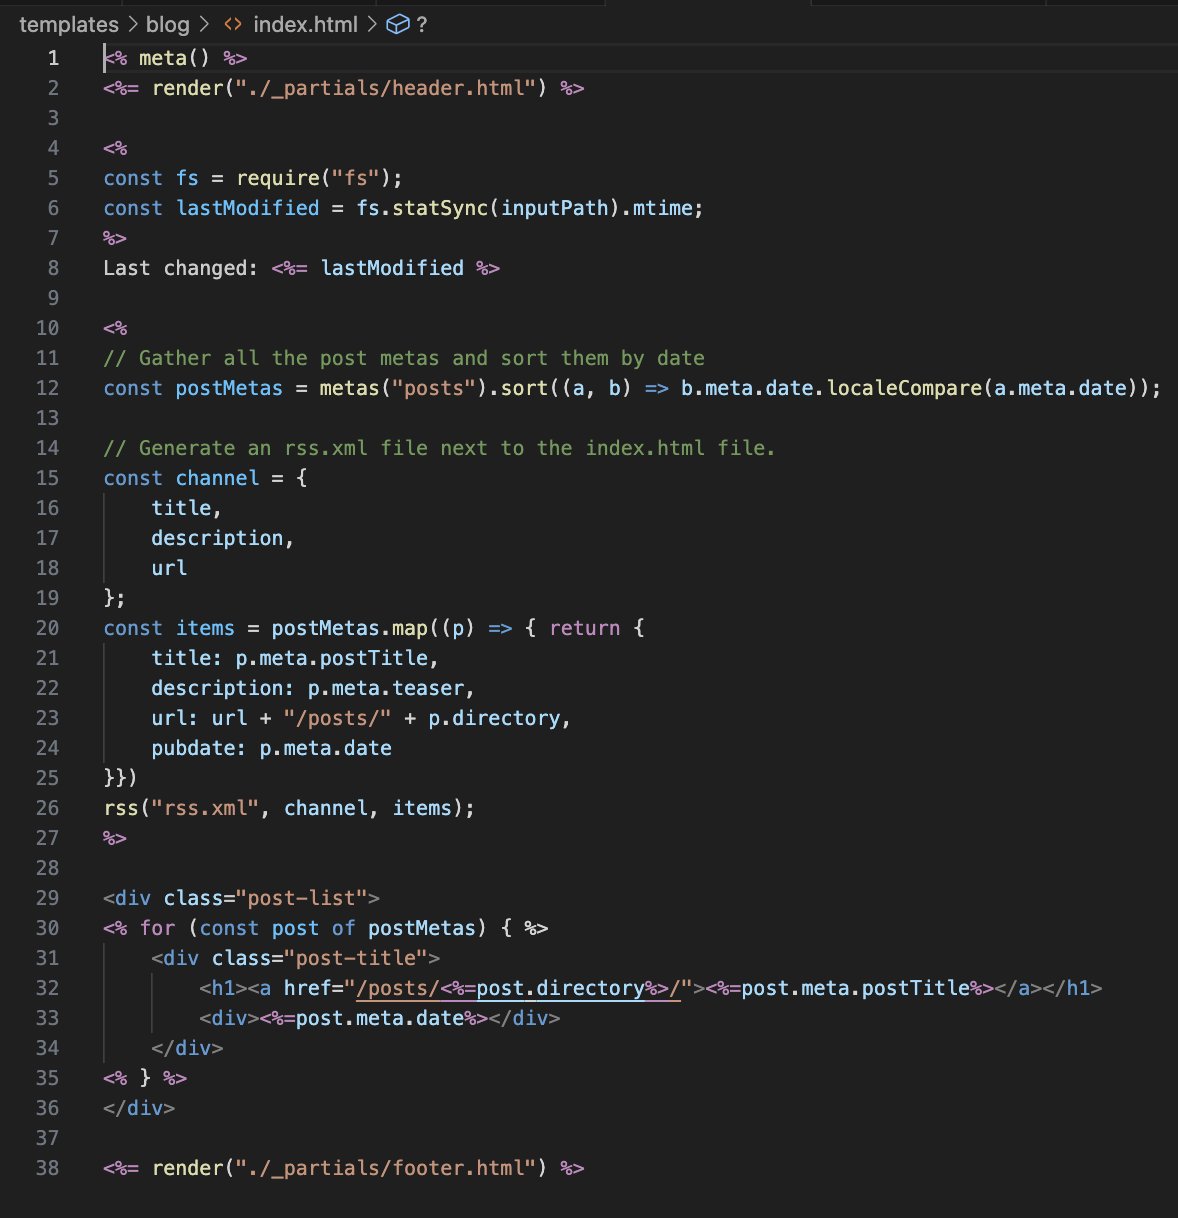 templates > blog > <> index.html > ?
1 <% meta() %>
2 <%= render("./_partials/header.html") %>
3
4 <%
5 const fs = require("fs");
6 const lastModified = fs.statSync(inputPath).mtime;
7 %>
8 Last changed: <%= lastModified %>
9
10 <%
11 // Gather all the post metas and sort them by date
12 const postMetas = metas("posts").sort((a, b) => b.meta.date.localeCompare(a.meta.date));
13
14 // Generate an rss.xml file next to the index.html file.
15 const channel = {
16     title,
17     description,
18     url
19 };
20 const items = postMetas.map((p) => { return {
21     title: p.meta.postTitle,
22     description: p.meta.teaser,
23     url: url + "/posts/" + p.directory,
24     pubdate: p.meta.date
25 }})
26 rss("rss.xml", channel, items);
27 %>
28
29 <div class="post-list">
30 <% for (const post of postMetas) { %>
31     <div class="post-title">
32         <h1><a href="/posts/<%=post.directory%>/"><%=post.meta.postTitle%></a></h1>
33         <div><%=post.meta.date%></div>
34     </div>
35 <% } %>
36 </div>
37
38 <%= render("./_partials/footer.html") %>